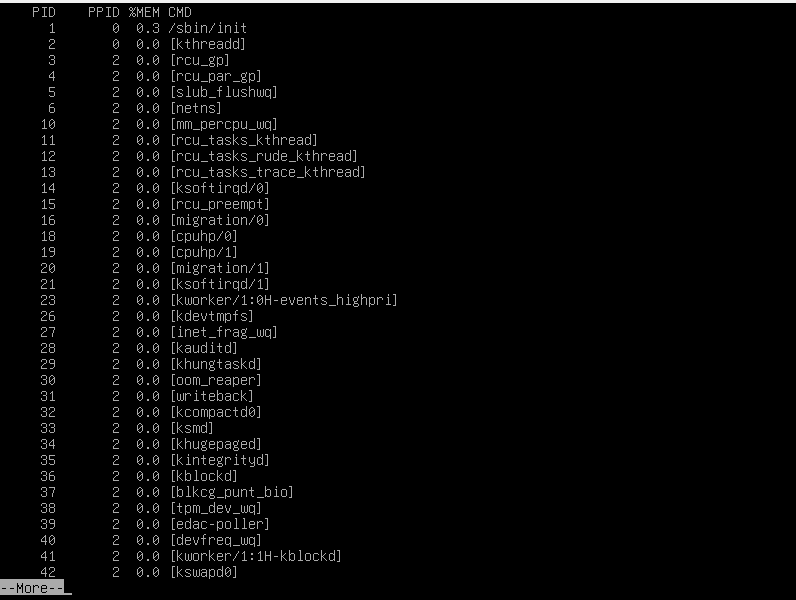 PID PPID %MEM CMD
1 0 0.3 /sbin/init
2 0 0.0 [kthreadd]
3 2 0.0 [rcu_gp]
4 2 0.0 [rcu_par_gp]
5 2 0.0 [slub_flushwq]
6 2 0.0 [netns]
10 2 0.0 [mm_percpu_wq]
11 2 0.0 [rcu_tasks_kthread]
12 2 0.0 [rcu_tasks_rude_kthread]
13 2 0.0 [rcu_tasks_trace_kthread]
14 2 0.0 [ksoftirqd/0]
15 2 0.0 [rcu_preempt]
16 2 0.0 [migration/0]
18 2 0.0 [cpuhp/0]
19 2 0.0 [cpuhp/1]
20 2 0.0 [migration/1]
21 2 0.0 [ksoftirqd/1]
23 2 0.0 [kworker/1:0H-events_highpri]
26 2 0.0 [kdevtmpfs]
27 2 0.0 [inet_frag_wq]
28 2 0.0 [kauditd]
29 2 0.0 [khungtaskd]
30 2 0.0 [oom_reaper]
31 2 0.0 [writeback]
32 2 0.0 [kcompactd0]
33 2 0.0 [ksmd]
34 2 0.0 [khugepaged]
35 2 0.0 [kintegrityd]
36 2 0.0 [kblockd]
37 2 0.0 [blkcg_punt_bio]
38 2 0.0 [tpm_dev_wq]
39 2 0.0 [edac-poller]
40 2 0.0 [devfreq_wq]
41 2 0.0 [kworker/1:1H-kblockd]
42 2 0.0 [kswapd0]
--More--